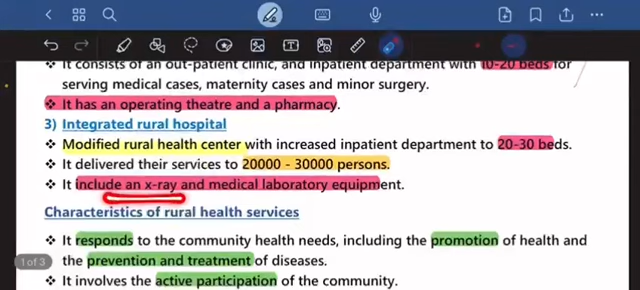 It consists of an out-patient clinic, and inpatient department with 10-20 beds for
serving medical cases, maternity cases and minor surgery.
❖ It has an operating theatre and a pharmacy.
3) Integrated rural hospital
❖ Modified rural health center with increased inpatient department to 20-30 beds.
❖ It delivered their services to 20000 - 30000 persons.
❖ It include an x-ray and medical laboratory equipment.
Characteristics of rural health services
❖ It responds to the community health needs, including the promotion of health and
the prevention and treatment of diseases.
❖ It involves the active participation of the community.
1 of 3